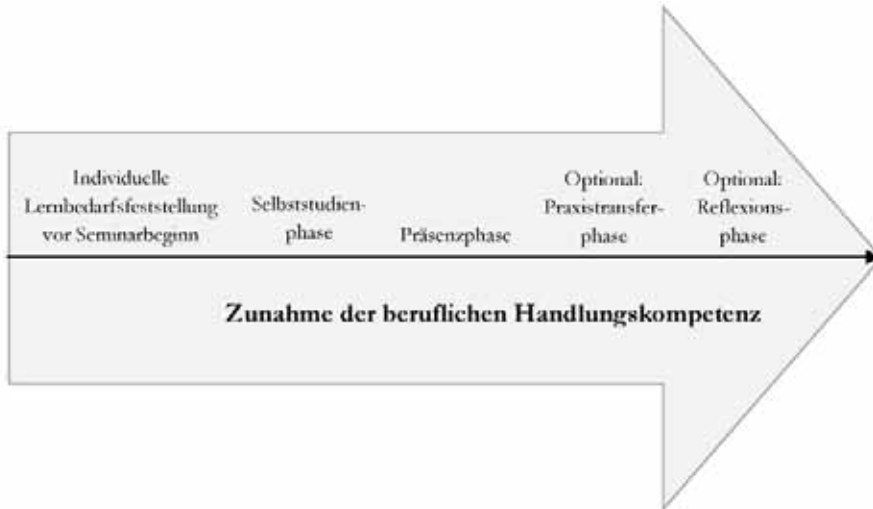 Individuelle
Lernbedarfsfeststellung
vor Seminarbeginn
Selbststudien-
phase
Präsenzphase
Optional:
Praxistransfer-
phase
Optional:
Reflexions-
phase
Zunahme der beruflichen Handlungskompetenz